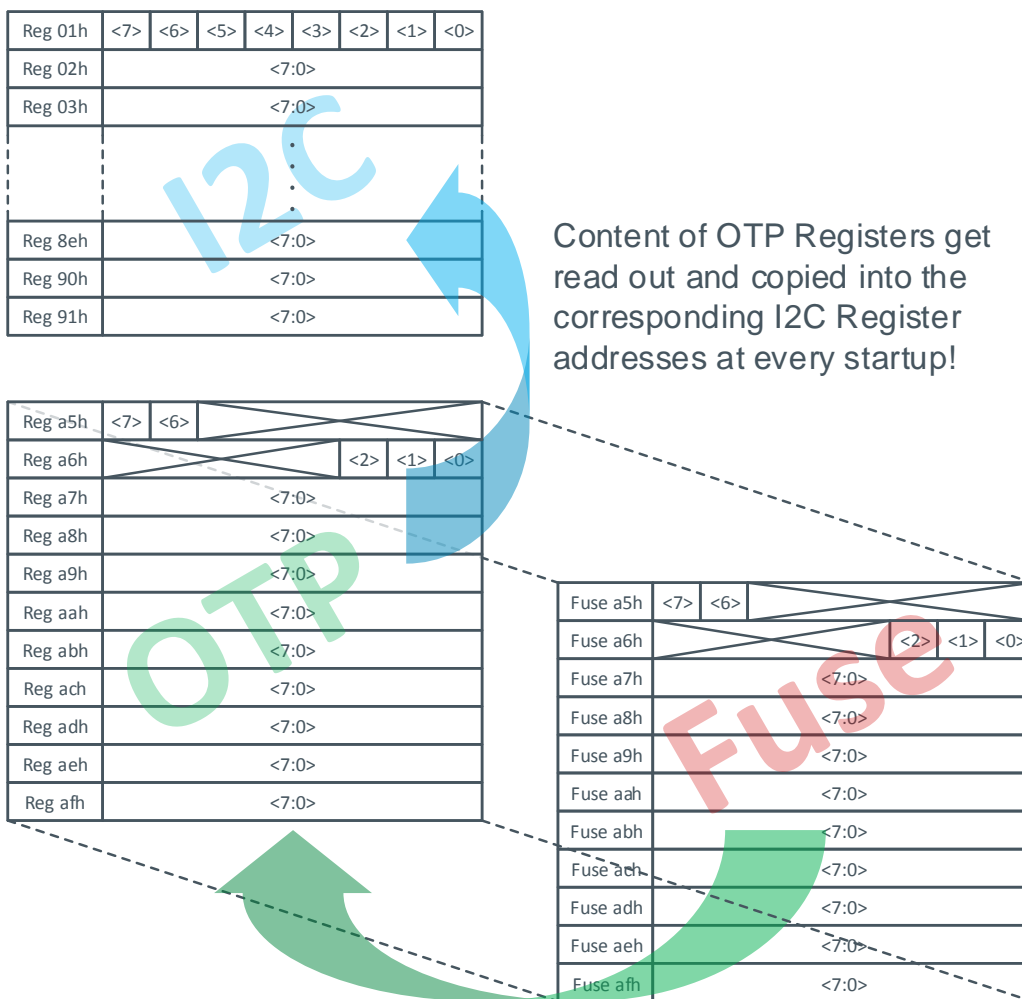 Reg 01h <7> <6> <5> <4> <3> <2> <1> <0>
Reg 02h <7:0>
Reg 03h <7:0>
I2C
Reg 8eh <7:0>
Reg 90h <7:0>
Reg 91h <7:0>
Content of OTP Registers get
read out and copied into the
corresponding I2C Register
addresses at every startup!
Reg a5h <7> <6>
Reg a6h <2> <1> <0>
Reg a7h <7:0>
Reg a8h <7:0>
Reg a9h <7:0>
Reg aah <7:0>
Reg abh <7:0>
Reg ach <7:0>
Reg adh <7:0>
Reg aeh <7:0>
Reg afh <7:0>
OTP
Fuse a5h <7> <6>
Fuse a6h <2> <1> <0>
Fuse a7h <7:0>
Fuse a8h <7:0>
Fuse a9h <7:0>
Fuse aah <7:0>
Fuse abh <7:0>
Fuse ach <7:0>
Fuse adh <7:0>
Fuse aeh <7:0>
Fuse afh <7:0>
Fuse